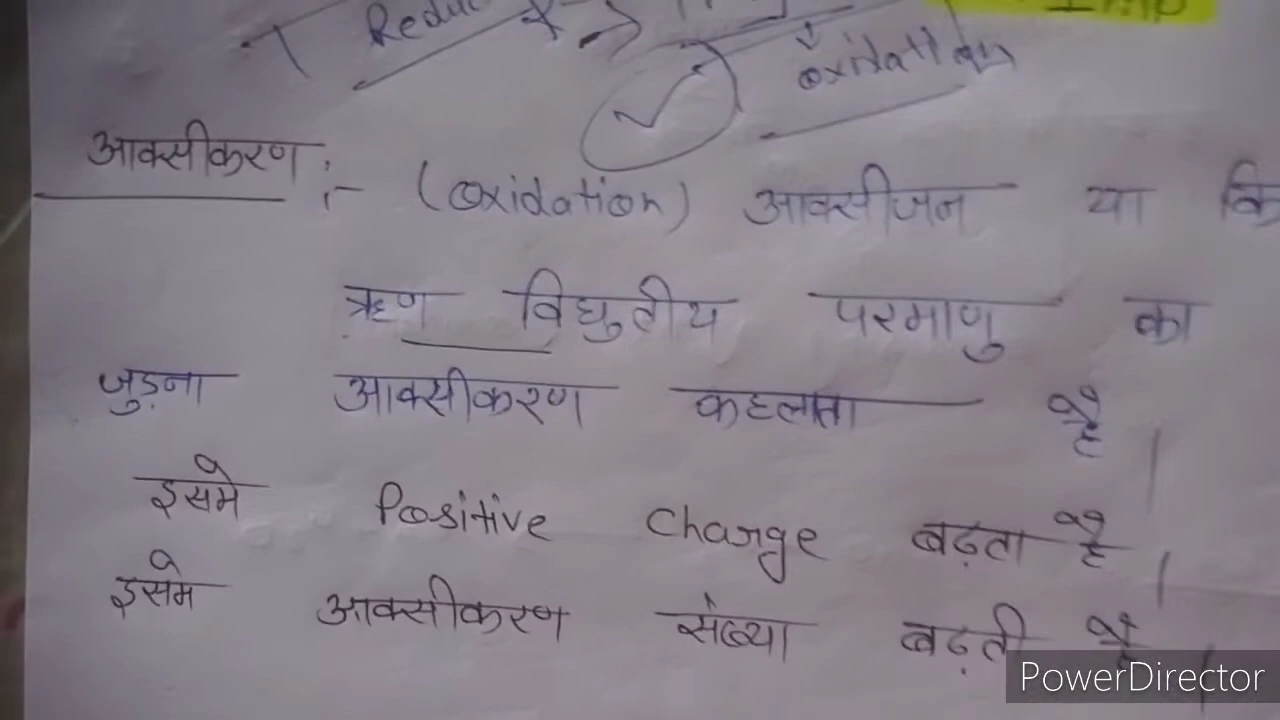 Reduc
oxidation
आक्सीकरण :- (oxidation) आक्सीजन या कि
ऋण विद्युतीय परमाणु का
जुड़ना आक्सीकरण कहलाता है।
इसमे Positive Charge बढ़ता है।
इसमे आक्सीकरण संख्या बढ़ती है।
PowerDirector